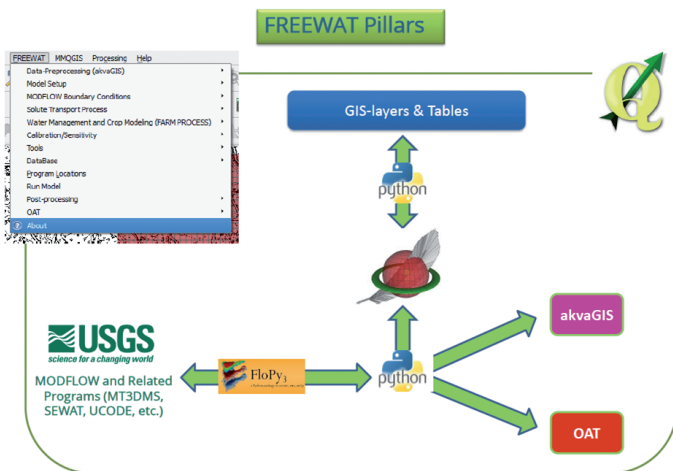 FREEWAT Pillars
FREEWAT MMQGIS Processing Help
Data-Preprocessing (akvaGIS)
Model Setup
MODFLOW Boundary Conditions
Solute Transport Process
Water Management and Crop Modeling (FARM PROCESS)
Calibration/Sensitivity
Tools
DataBase
Program Locations
Run Model
Post-processing
OAT
About
GIS-layers & Tables
python
akvaGIS
USGS
science for a changing world
FloPy3
python
MODFLOW and Related
Programs (MT3DMS,
SEWAT, UCODE, etc.)
OAT